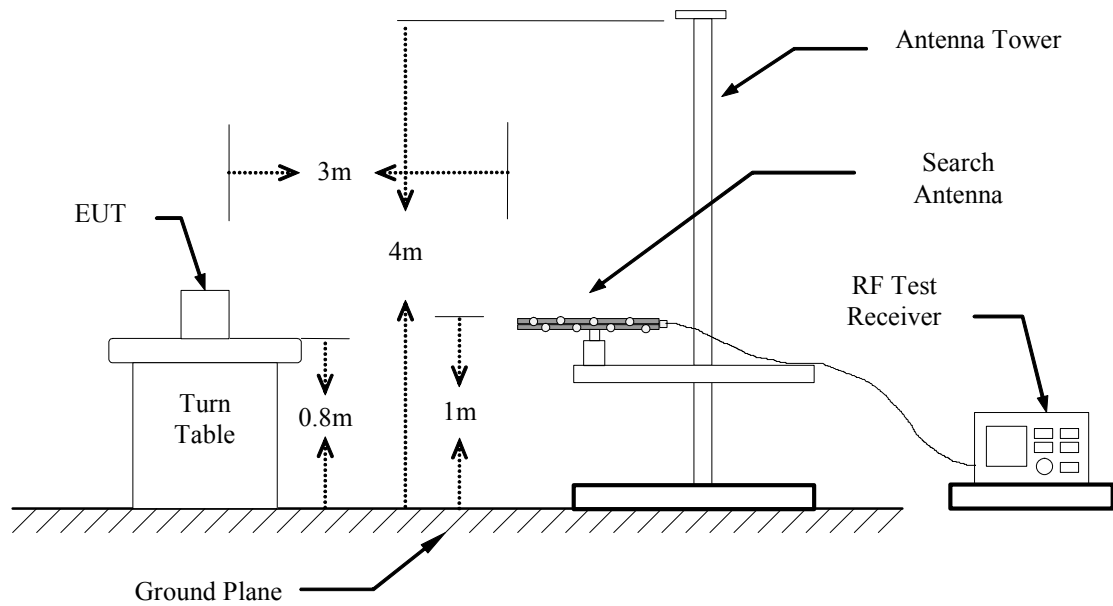 Antenna Tower
3m
Search
Antenna
EUT
4m
RF Test
Receiver
Turn
Table
0.8m
1m
Ground Plane